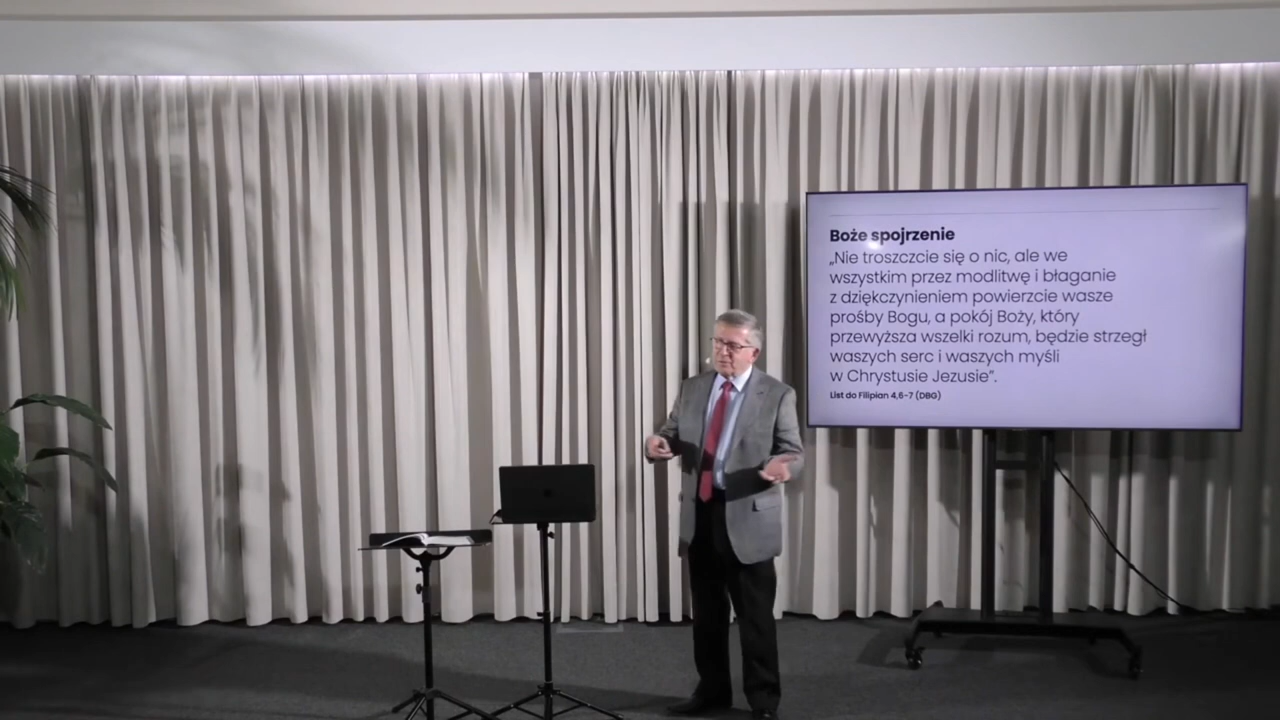 Boże spojrzenie
„Nie troszczcie się o nic, ale we
wszystkim przez modlitwę i błaganie
z dziękczynieniem powierzcie wasze
prośby Bogu, a pokój Boży, który
przewyższa wszelki rozum, będzie strzegł
waszych serc i waszych myśli
w Chrystusie Jezusie”.
List do Filipian 4,6-7 (DBG)